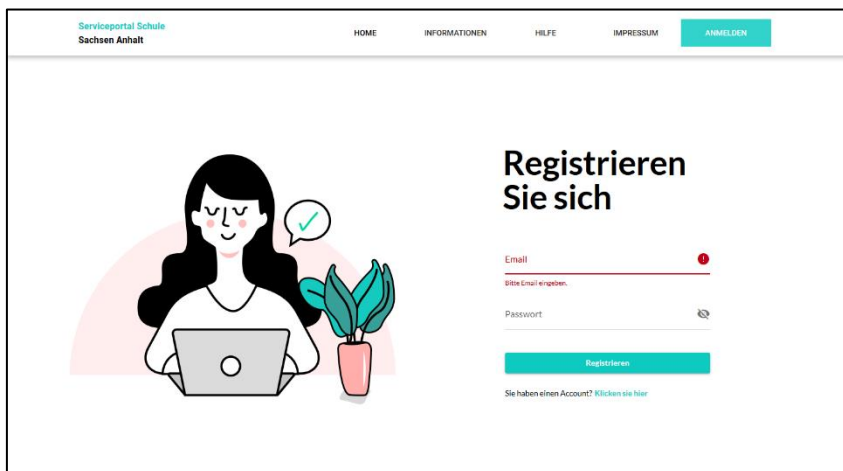 Serviceportal Schule
Sachsen Anhalt
HOME
INFORMATIONEN
HILFE
IMPRESSUM
ANMELDEN
Registrieren
Sie sich
Email
Bitte Email eingeben.
Passwort
Registrieren
Sie haben einen Account? Klicken sie hier